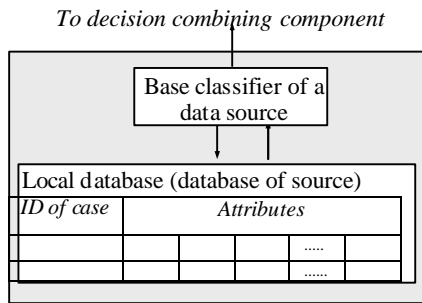 To decision combining component
Base classifier of a
data source
Local database (database of source)
ID of case Attributes
.....
......